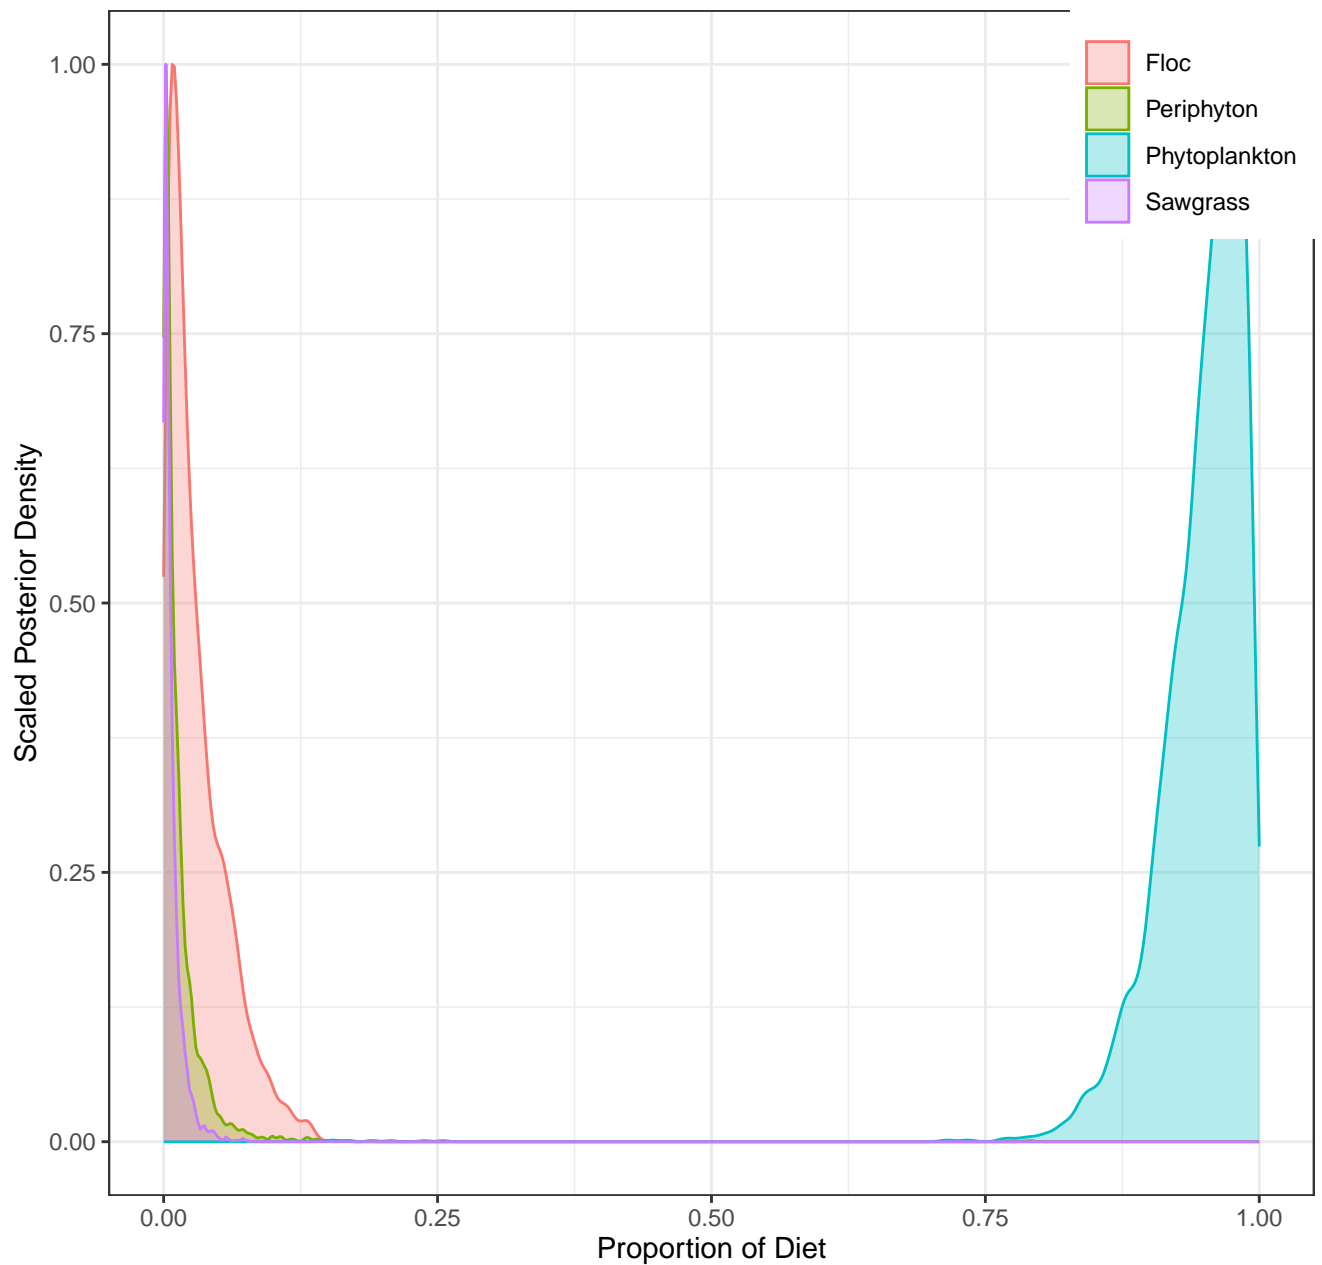 Floc
Periphyton
Phytoplankton
Sawgrass
1.00
0.75
0.50
0.25
0.00
Scaled Posterior Density
0.00 0.25 0.50 0.75 1.00
Proportion of Diet